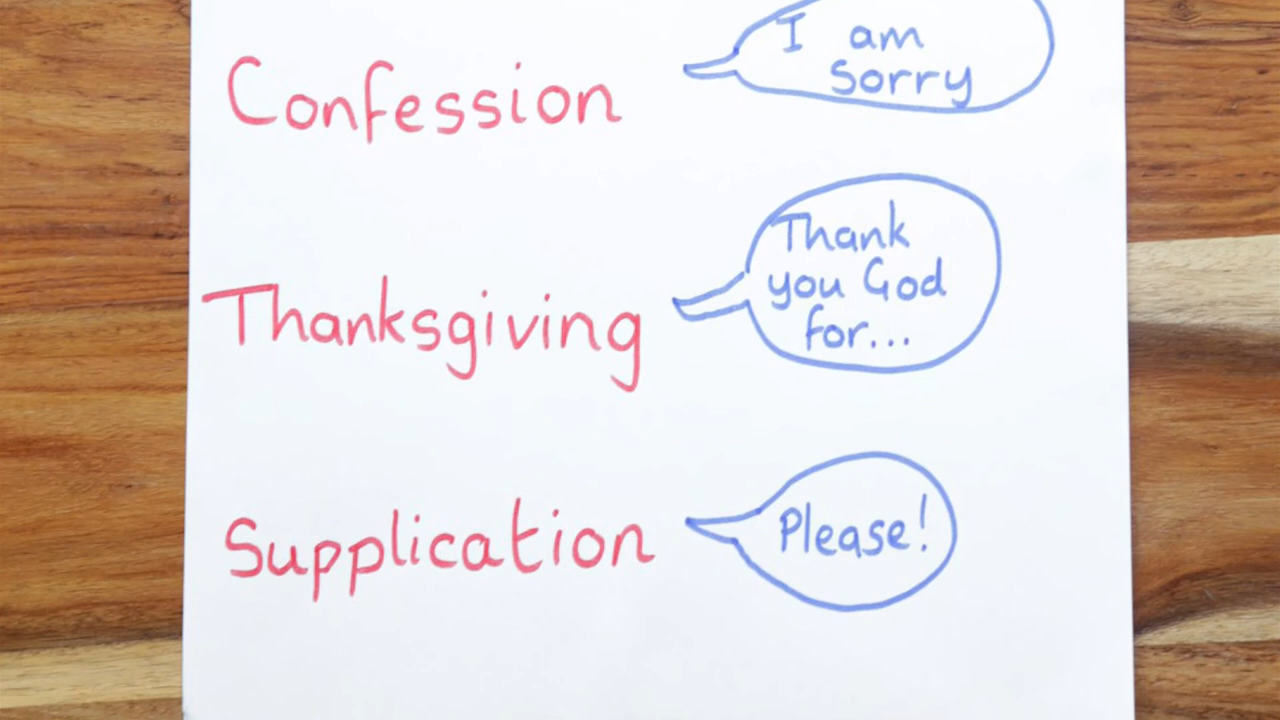 Confession
I am
Sorry
Thanksgiving
Thank
you God
for...
Supplication
Please!